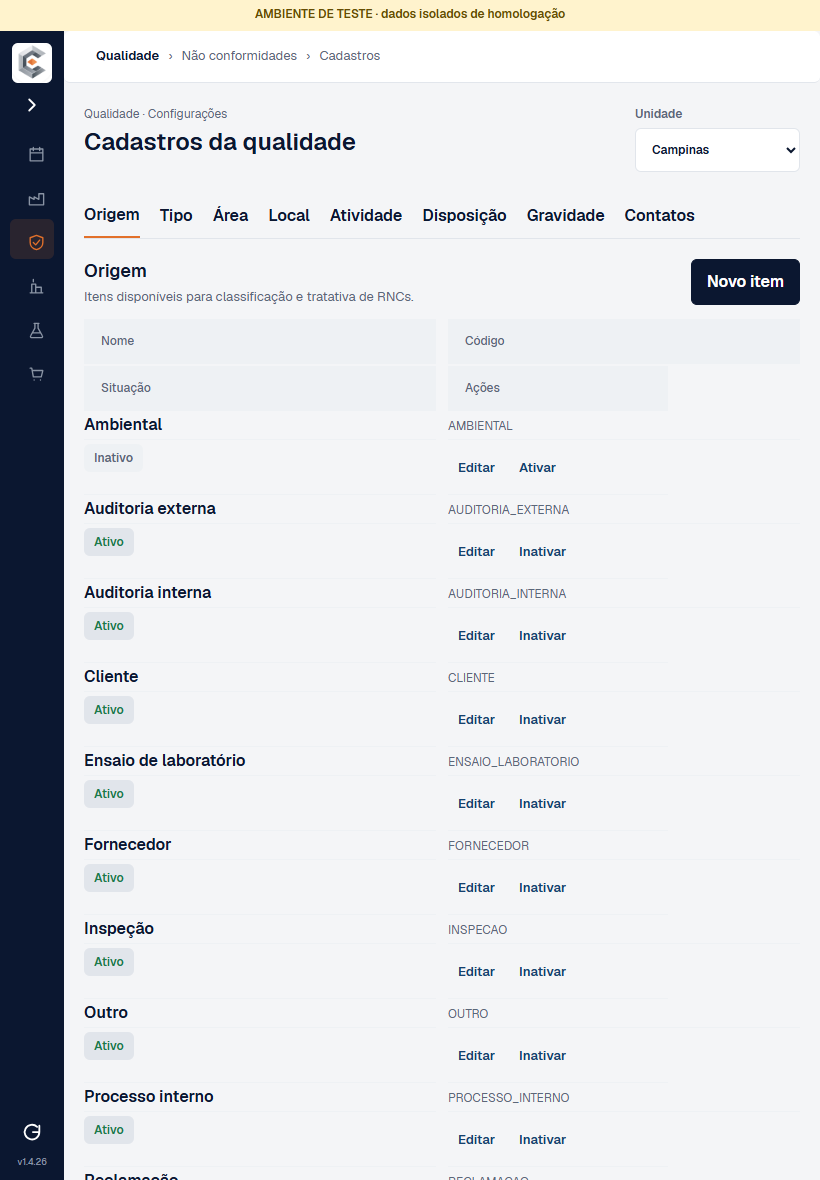 AMBIENTE DE TESTE · dados isolados de homologação
Qualidade › Não conformidades › Cadastros
Qualidade · Configurações
Cadastros da qualidade
Unidade
Campinas
Origem Tipo Área Local Atividade Disposição Gravidade Contatos
Origem
Itens disponíveis para classificação e tratativa de RNCs.
Novo item
Nome Código
Situação Ações
Ambiental AMBIENTAL
Inativo Editar Ativar
Auditoria externa AUDITORIA_EXTERNA
Ativo Editar Inativar
Auditoria interna AUDITORIA_INTERNA
Ativo Editar Inativar
Cliente CLIENTE
Ativo Editar Inativar
Ensaio de laboratório ENSAIO_LABORATORIO
Ativo Editar Inativar
Fornecedor FORNECEDOR
Ativo Editar Inativar
Inspeção INSPECAO
Ativo Editar Inativar
Outro OUTRO
Ativo Editar Inativar
Processo interno PROCESSO_INTERNO
Ativo Editar Inativar
Reclamação RECLAMACAO
v1.4.26